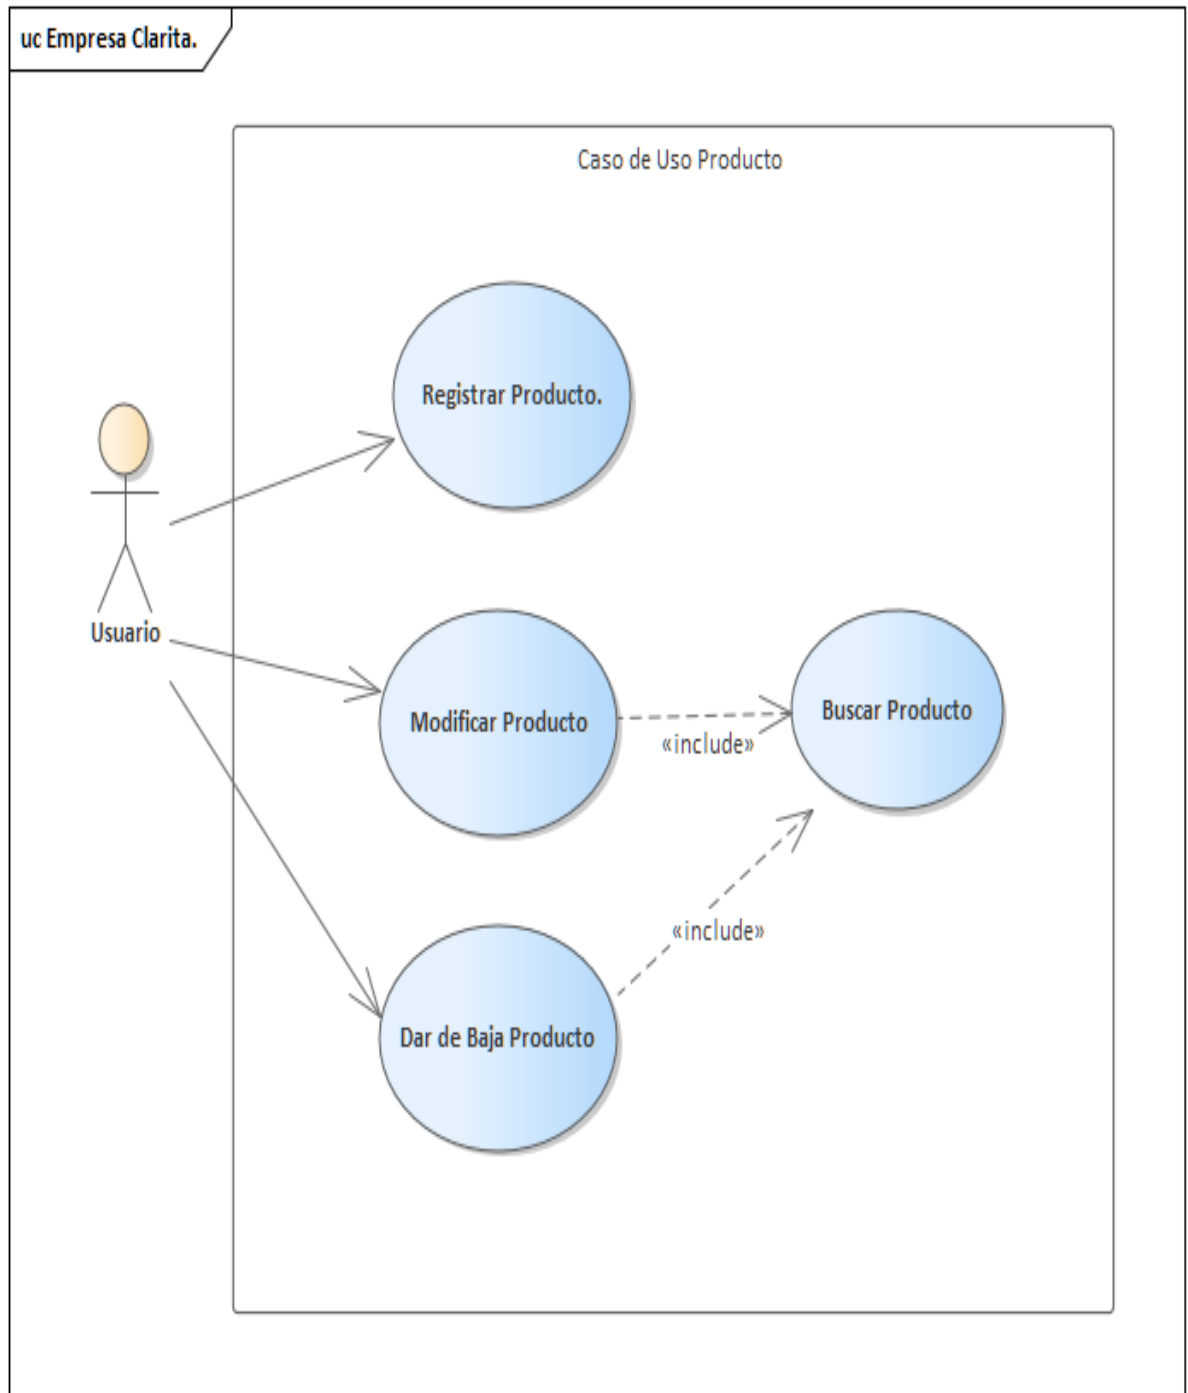 uc Empresa Clarita.
Caso de Uso Producto
Registrar Producto.
Usuario
Modificar Producto
«include»
Buscar Producto
«include»
Dar de Baja Producto